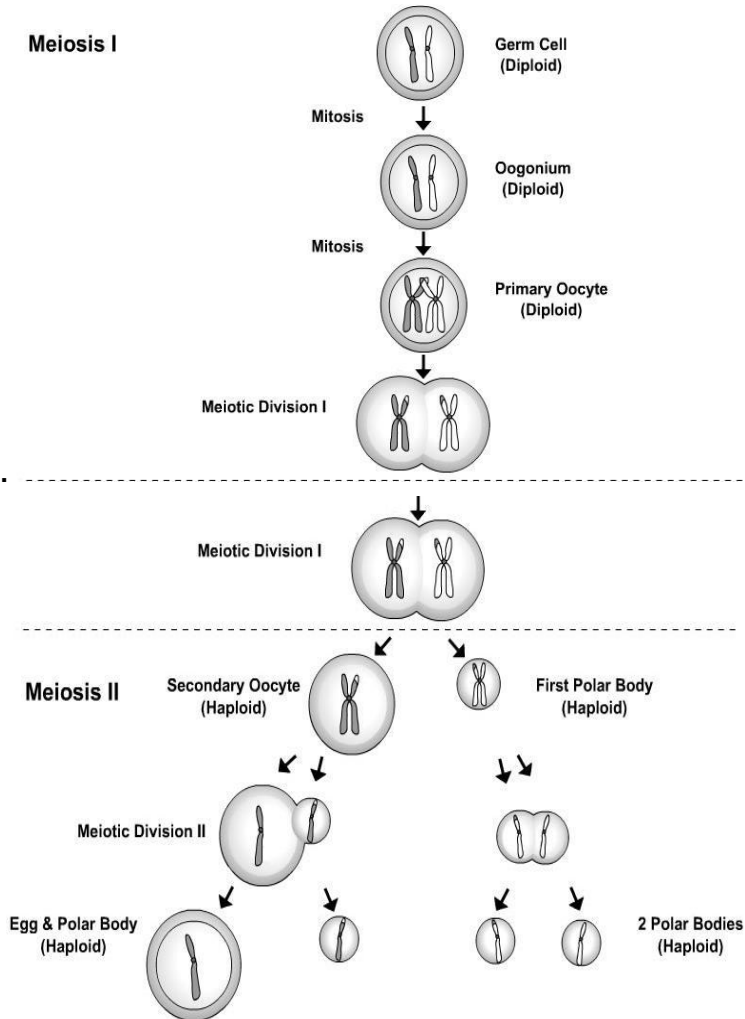 Meiosis I
Germ Cell
(Diploid)
Mitosis
Oogonium
(Diploid)
Mitosis
Primary Oocyte
(Diploid)
Meiotic Division I
Meiotic Division I
Meiosis II
Secondary Oocyte
(Haploid)
First Polar Body
(Haploid)
Meiotic Division II
Egg & Polar Body
(Haploid)
2 Polar Bodies
(Haploid)